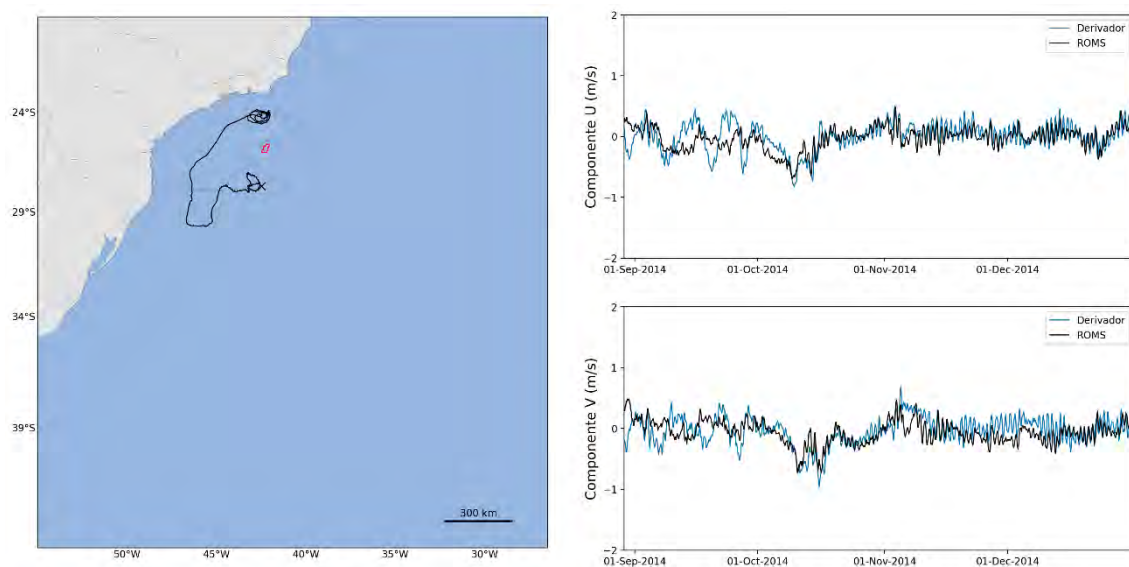 24°S
29°S
34°S
39°S
50°W
45°W
40°W
35°W
30°W
300 km
Componente U (m/s)
2
1
0
−1
−2
Derivador
ROMS
01-Sep-2014
01-Oct-2014
01-Nov-2014
01-Dec-2014
Componente V (m/s)
2
1
0
−1
−2
Derivador
ROMS
01-Sep-2014
01-Oct-2014
01-Nov-2014
01-Dec-2014